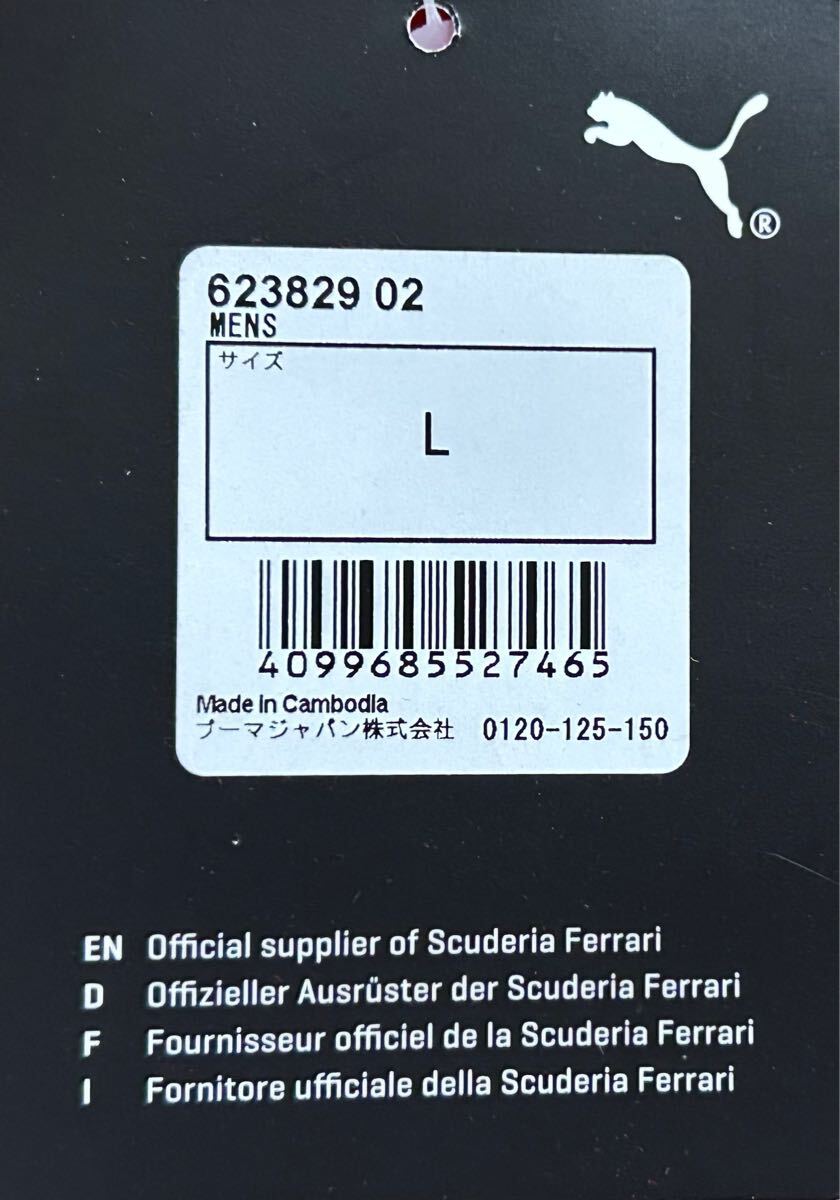 ®
623829 02
MENS
サイズ
L
4099685527465
Made in Cambodia
プーマジャパン株式会社 0120-125-150
EN Official supplier of Scuderia Ferrari
D Offizieller Ausrüster der Scuderia Ferrari
F Fournisseur officiel de la Scuderia Ferrari
I Fornitore ufficiale della Scuderia Ferrari